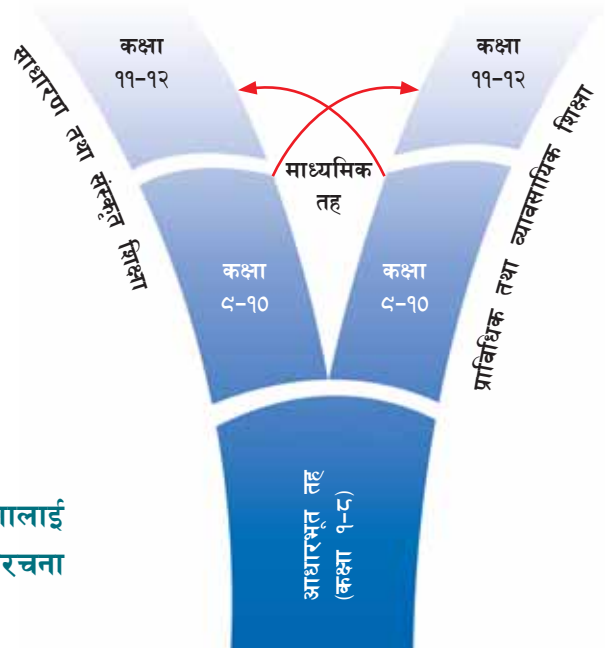 कक्षा
११–१२
कक्षा
११–१२
साधारण तथा संस्कृत शिक्षा
माध्यमिक
तह
प्राविधिक तथा व्यावसायिक शिक्षा
कक्षा
९–१०
कक्षा
९–१०
आधारभूत तह
(कक्षा १–८)